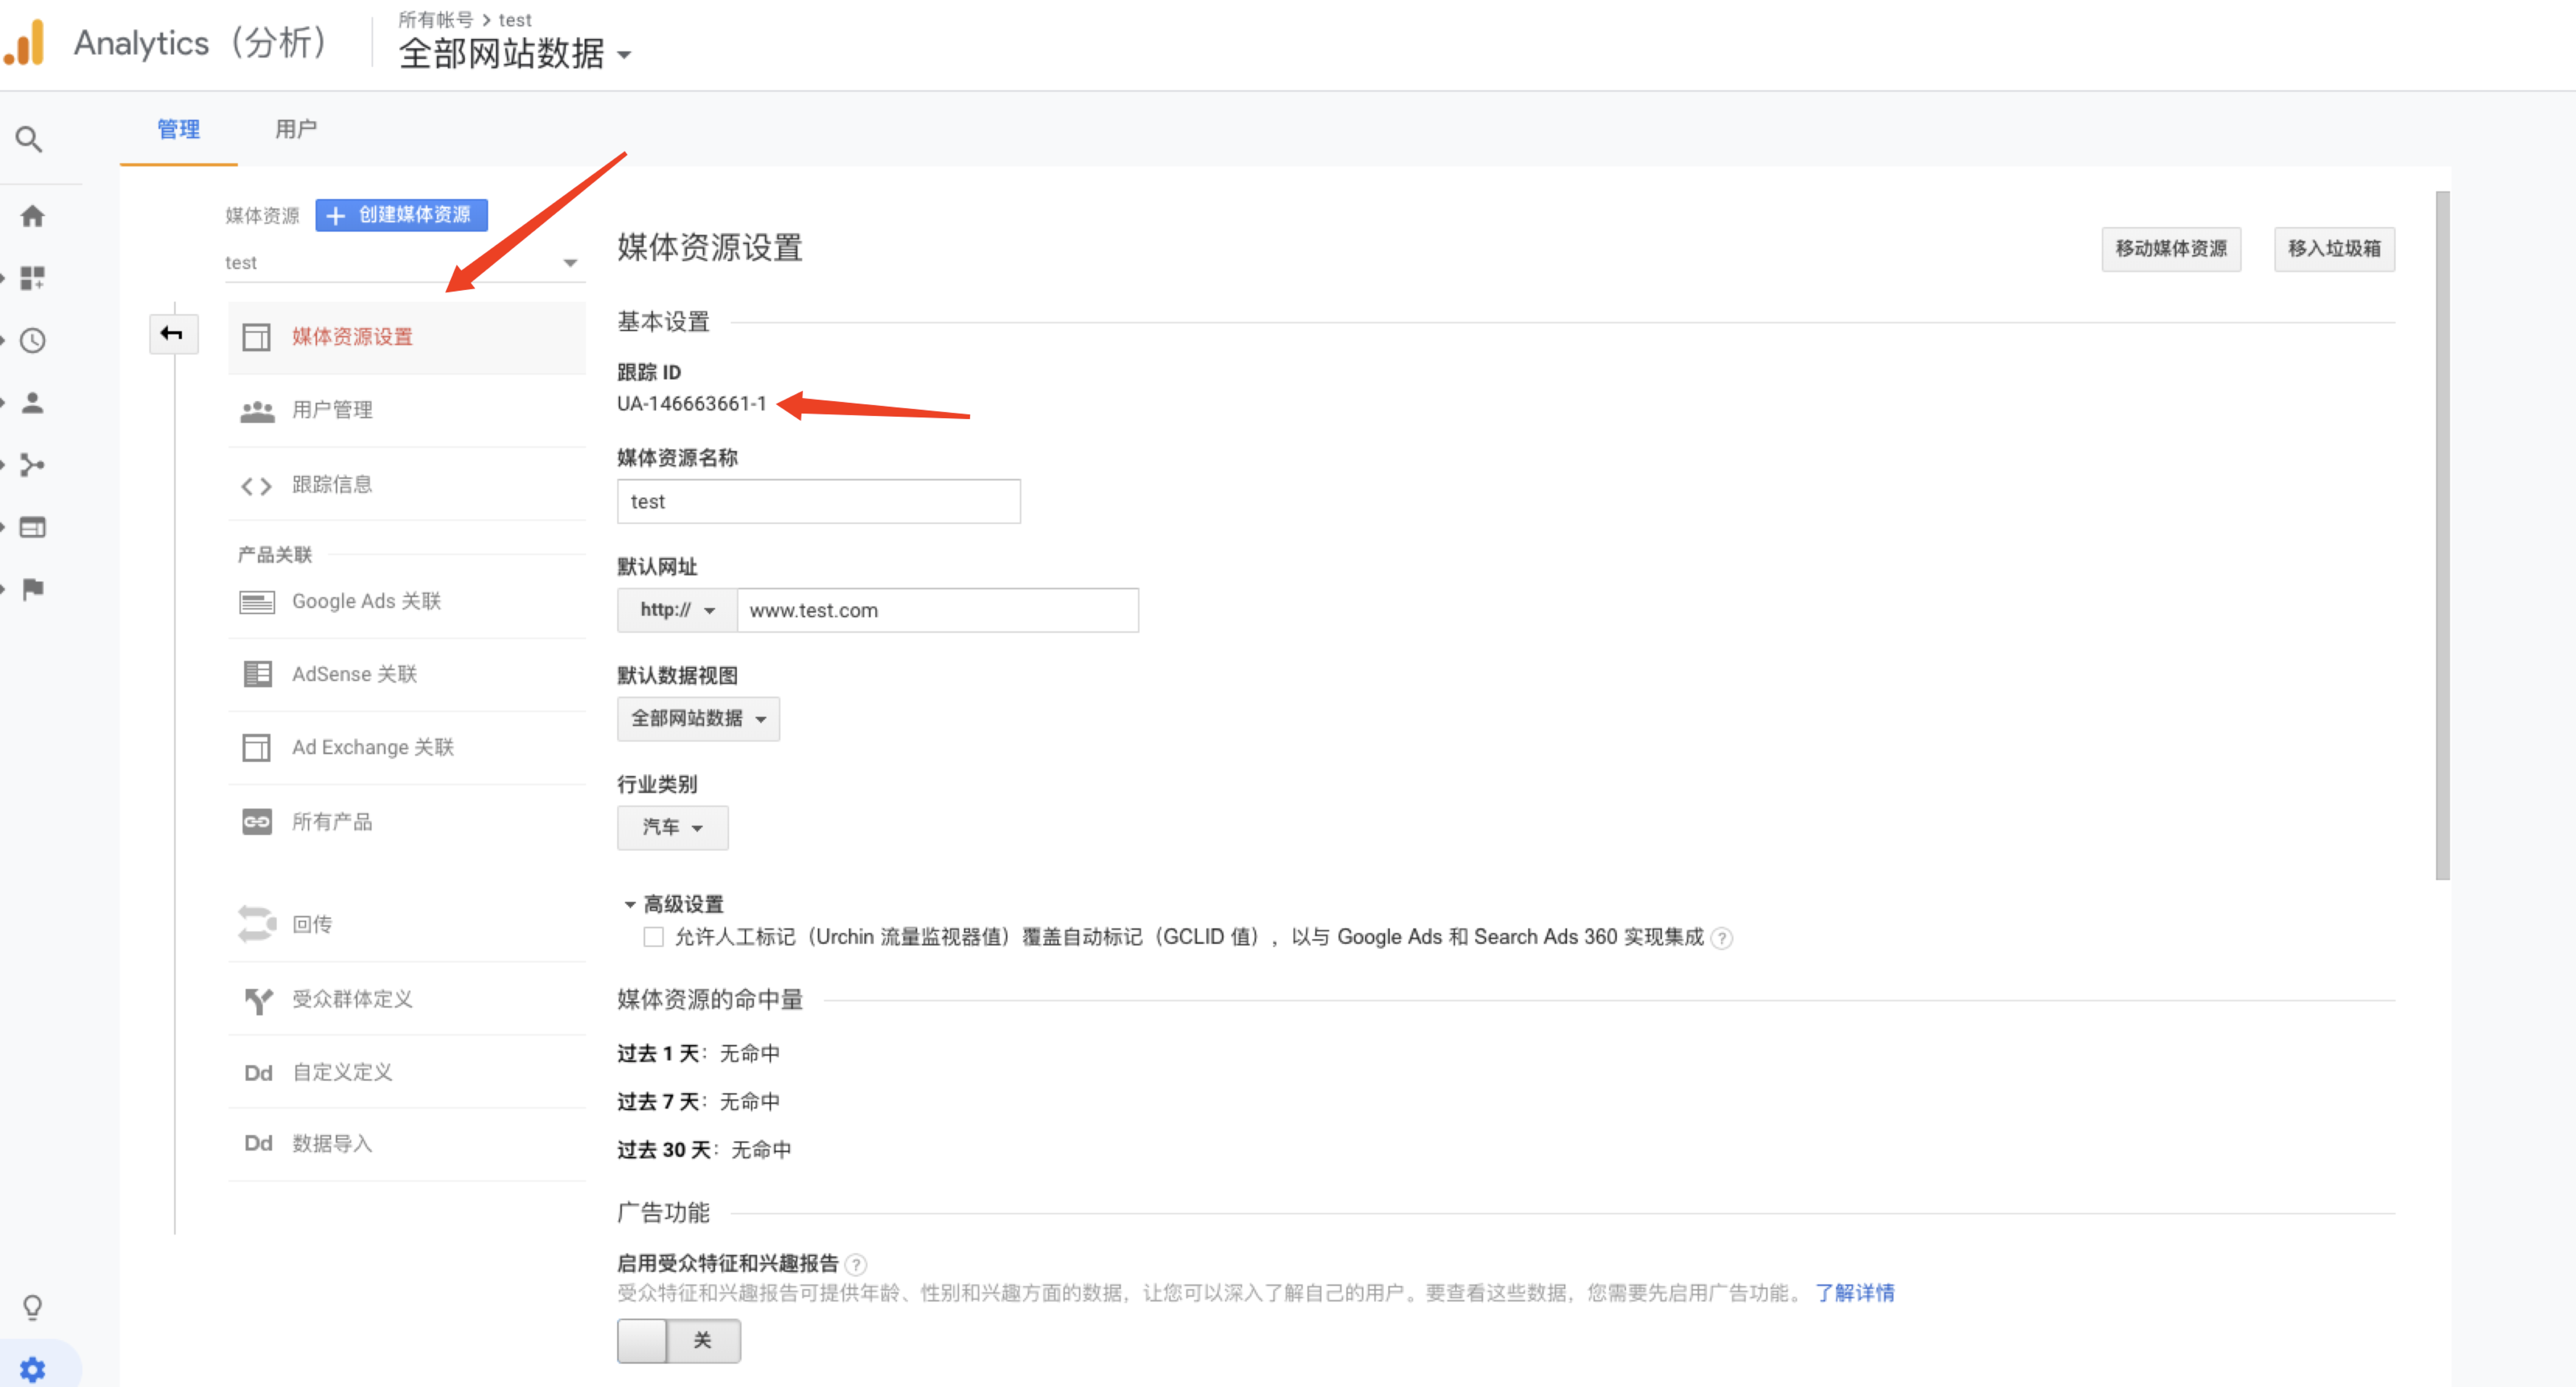 Analytics（分析）
所有帐号 > test
全部网站数据
管理
用户
媒体资源
创建媒体资源
test
媒体资源设置
用户管理
跟踪信息
产品关联
Google Ads 关联
AdSense 关联
Ad Exchange 关联
所有产品
回传
受众群体定义
Dd 自定义定义
Dd 数据导入
媒体资源设置
移动媒体资源
移入垃圾箱
基本设置
跟踪 ID
UA-146663661-1
媒体资源名称
test
默认网址
http:// www.test.com
默认数据视图
全部网站数据
行业类别
汽车
高级设置
允许人工标记（Urchin 流量监视器值）覆盖自动标记（GCLID 值），以与 Google Ads 和 Search Ads 360 实现集成 ?
媒体资源的命中量
过去 1 天：无命中
过去 7 天：无命中
过去 30 天：无命中
广告功能
启用受众特征和兴趣报告 ?
受众特征和兴趣报告可提供年龄、性别和兴趣方面的数据，让您可以深入了解自己的用户。要查看这些数据，您需要先启用广告功能。 了解详情
关